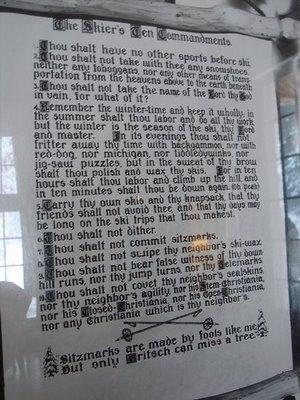 The Skier's Ten Commandments.
1. Thou shalt have no other sports before ski.
2. Thou shalt not take with thee any snowshoes,
neither any toboggans, nor any other means of trans-
portation from the heavens above to the earth beneath
3. Thou shalt not take the name of the Lord thy God
in vain, for what of it?
4. Remember the winter-time and keep it wholly. in
the summer shalt thou labor and do all thy work
but the winter is the season of the ski, thy Lord
and master. In its evenings thou shalt not
fritter away thy time with backgammon, nor with
red-dog, nor michigan, nor tiddledywinks, nor
jig-saw puzzles, but in the sweat of thy brow
shalt thou polish and wax thy skis. For in ten
hours shalt thou labor and climb up the hill and
in ten minutes shalt thou be down again. (Oh yeah)
5. Carry thy own skis and thy knapsack, that thy
friends shall not avoid thee and that thy days may
be long on the ski trips that thou makest.
6. Thou shalt not dither.
7. Thou shalt not commit sitzmarks.
8. Thou shalt not swipe thy neighbor's ski-wax.
9. Thou shalt not bear false witness of thy down
hill runs, nor thy jump turns, nor thy Telemarks.
10. Thou shalt not covet thy neighbor's sealskins,
nor thy neighbor's agility, nor his Stem-Christiania,
nor his Closed-Christiania, nor his Open-Christiania,
nor any Christiania which is thy neighbor's.
Sitzmarks are made by fools like me,
But only Fritsch can miss a tree.